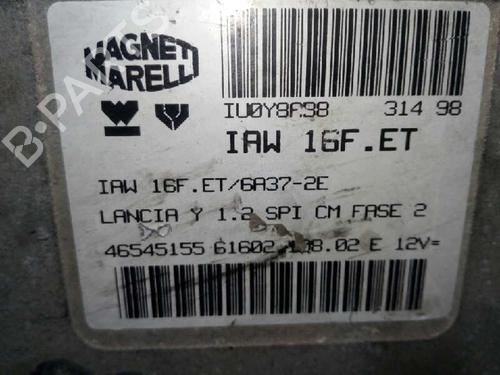 MAGNETI
MARELLI
IW0Y8A98 314 98
IAW 16F.ET
IAW 16F.ET/6A37-2E
LANCIA Y 1.2 SPI CM FASE 2
46545155 61602 E 12V=
B-PARTS